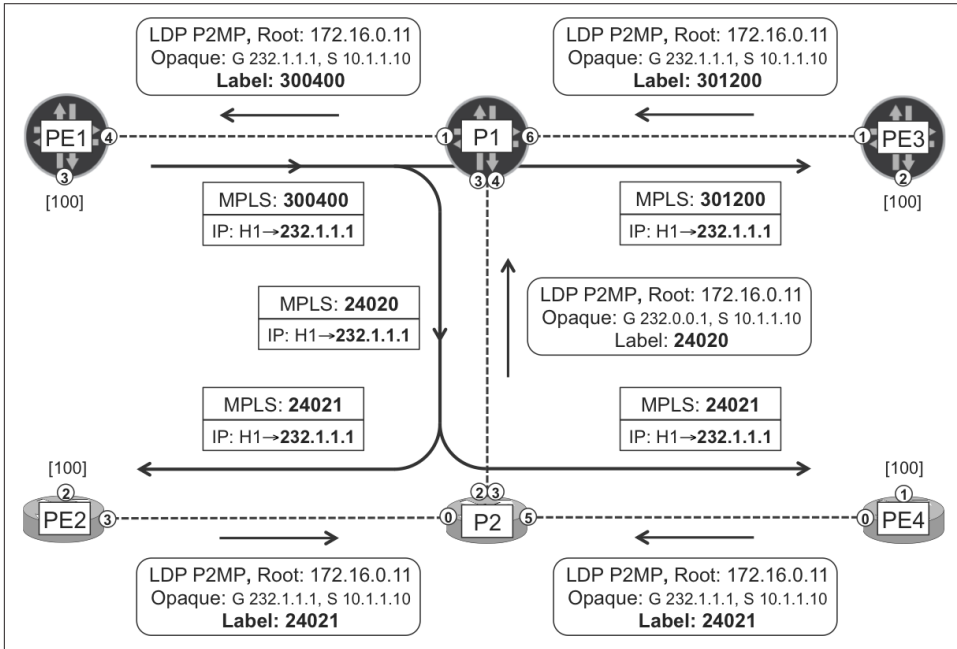 LDP P2MP, Root: 172.16.0.11
Opaque: G 232.1.1.1, S 10.1.1.10
Label: 300400
LDP P2MP, Root: 172.16.0.11
Opaque: G 232.1.1.1, S 10.1.1.10
Label: 301200
PE1
4
3
[100]
1
P1
6
3
4
1
PE3
2
[100]
MPLS: 300400
IP: H1→232.1.1.1
MPLS: 301200
IP: H1→232.1.1.1
MPLS: 24020
IP: H1→232.1.1.1
LDP P2MP, Root: 172.16.0.11
Opaque: G 232.0.0.1, S 10.1.1.10
Label: 24020
MPLS: 24021
IP: H1→232.1.1.1
MPLS: 24021
IP: H1→232.1.1.1
[100]
2
PE2
3
2
3
0
P2
5
[100]
1
0
PE4
LDP P2MP, Root: 172.16.0.11
Opaque: G 232.1.1.1, S 10.1.1.10
Label: 24021
LDP P2MP, Root: 172.16.0.11
Opaque: G 232.1.1.1, S 10.1.1.10
Label: 24021